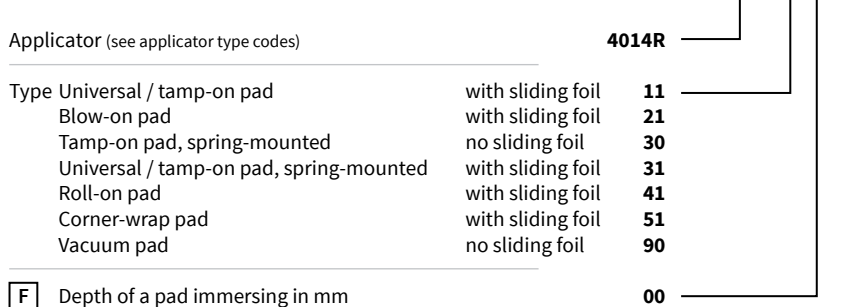 Applicator (see applicator type codes) 4014R
Type Universal / tamp-on pad with sliding foil 11
Blow-on pad with sliding foil 21
Tamp-on pad, spring-mounted no sliding foil 30
Universal / tamp-on pad, spring-mounted with sliding foil 31
Roll-on pad with sliding foil 41
Corner-wrap pad with sliding foil 51
Vacuum pad no sliding foil 90
F Depth of a pad immersing in mm 00